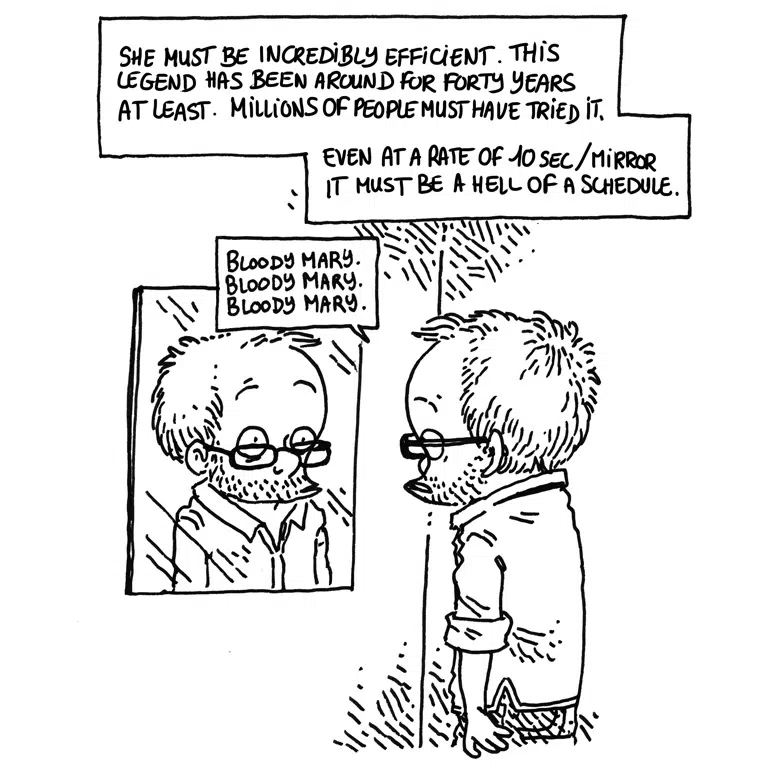 SHE MUST BE INCREDIBLY EFFICIENT. THIS
LEGEND HAS BEEN AROUND FOR FORTY YEARS
AT LEAST. MILLIONS OF PEOPLE MUST HAVE TRIED IT.
EVEN AT A RATE OF 10 SEC/MIRROR
IT MUST BE A HELL OF A SCHEDULE.
BLOODY MARY.
BLOODY MARY.
BLOODY MARY.